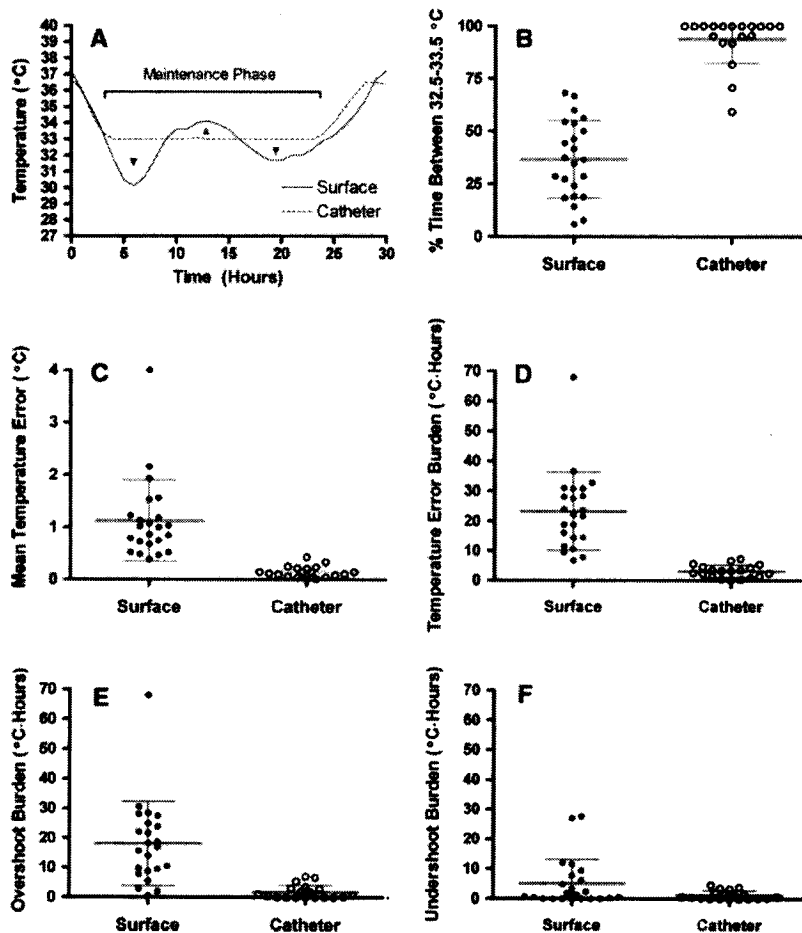 A
Temperature (°C)
40
39
38
37
36
35
34
33
32
31
30
29
28
27
Maintenance Phase
Surface
Catheter
0
5
10
15
20
25
30
Time (Hours)
B
% Time Between 32.5-33.5 °C
100
75
50
25
0
Surface
Catheter
C
Mean Temperature Error (°C)
4
3
2
1
0
Surface
Catheter
D
Temperature Error Burden (°C·Hours)
70
60
50
40
30
20
10
0
Surface
Catheter
E
Overshoot Burden (°C·Hours)
70
60
50
40
30
20
10
0
Surface
Catheter
F
Undershoot Burden (°C·Hours)
70
60
50
40
30
20
10
0
Surface
Catheter